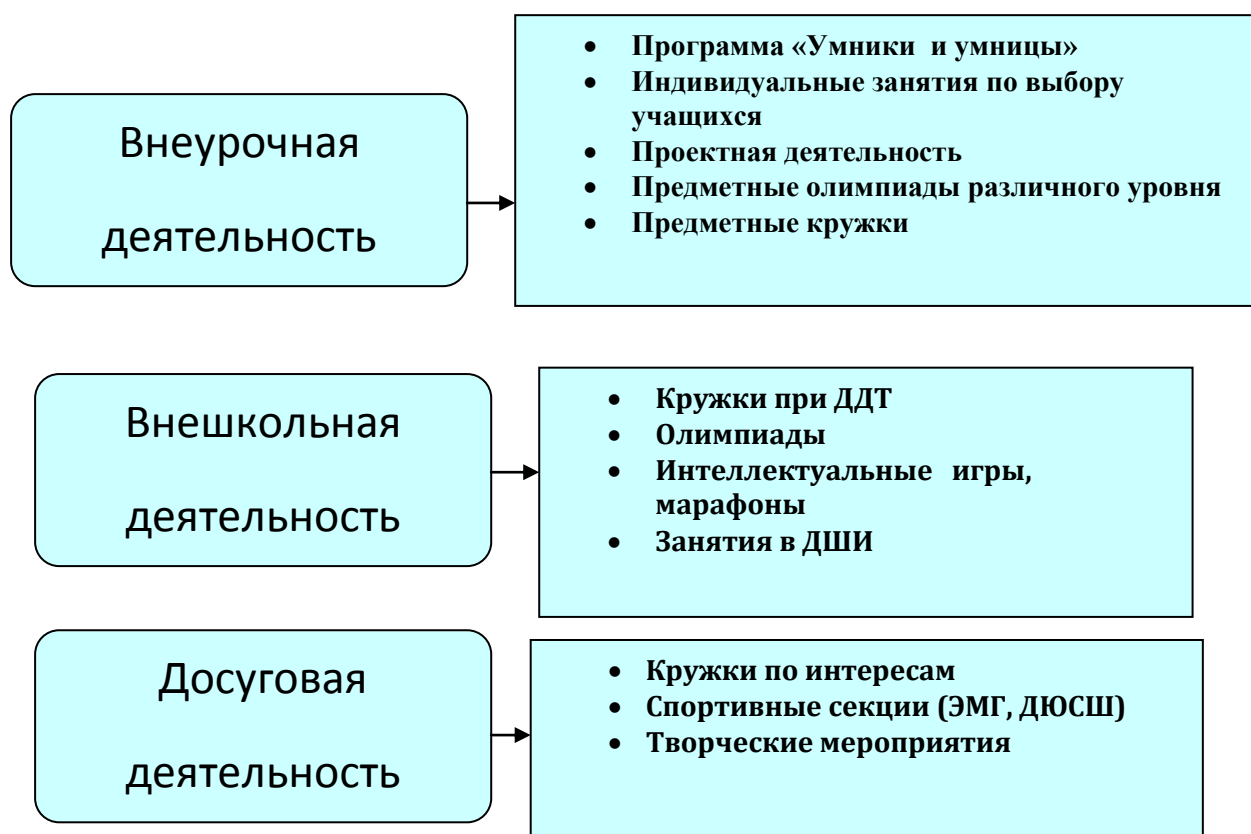 Внеурочная
деятельность
• Программа «Умники и умницы»
• Индивидуальные занятия по выбору
учащихся
• Проектная деятельность
• Предметные олимпиады различного уровня
• Предметные кружки
Внешкольная
деятельность
• Кружки при ДДТ
• Олимпиады
• Интеллектуальные игры,
марафоны
• Занятия в ДШИ
Досуговая
деятельность
• Кружки по интересам
• Спортивные секции (ЭМГ, ДЮСШ)
• Творческие мероприятия